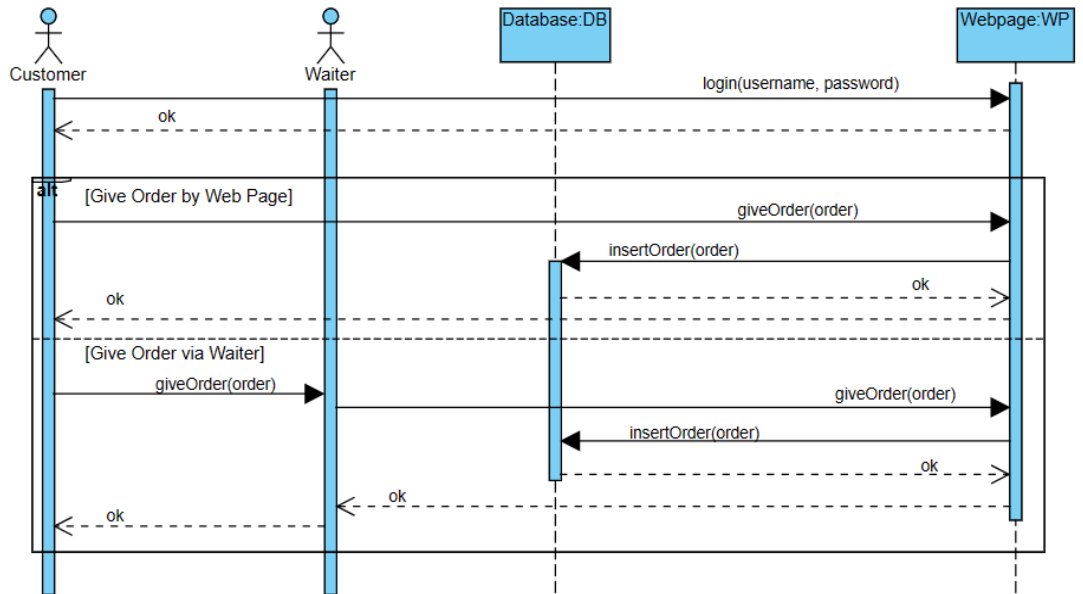 Customer
Waiter
Database:DB
Webpage:WP
login(username, password)
ok
alt
[Give Order by Web Page]
giveOrder(order)
insertOrder(order)
ok
ok
[Give Order via Waiter]
giveOrder(order)
giveOrder(order)
insertOrder(order)
ok
ok
ok